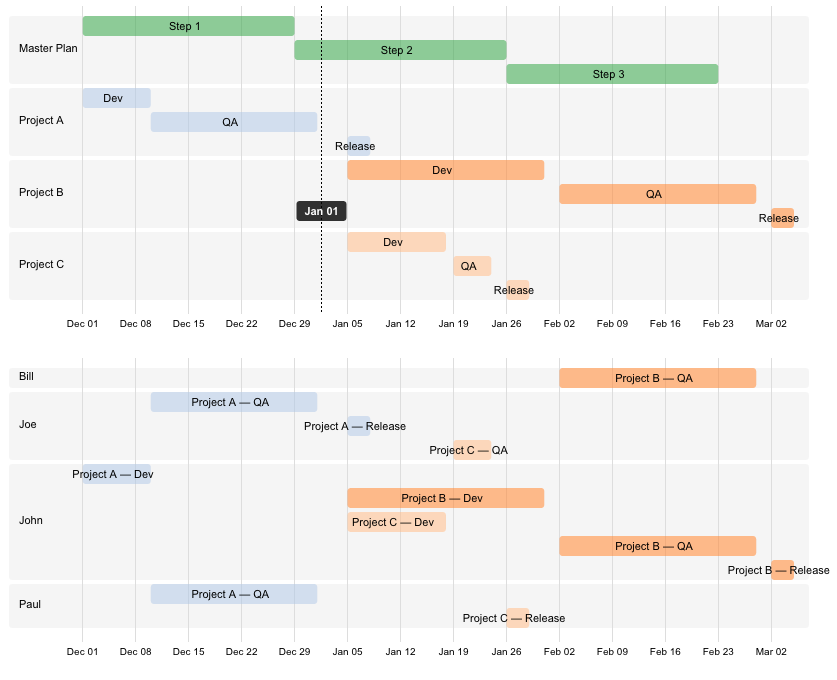 Step 1
Master Plan
Step 2
Step 3
Dev
Project A
QA
Release
Dev
Project B
QA
Jan 01
Release
Dev
Project C
QA
Release
Dec 01 Dec 08 Dec 15 Dec 22 Dec 29 Jan 05 Jan 12 Jan 19 Jan 26 Feb 02 Feb 09 Feb 16 Feb 23 Mar 02
Bill
Project B — QA
Project A — QA
Joe
Project A — Release
Project C — QA
Project A — Dev
Project B — Dev
John
Project C — Dev
Project B — QA
Project B — Release
Project A — QA
Paul
Project C — Release
Dec 01 Dec 08 Dec 15 Dec 22 Dec 29 Jan 05 Jan 12 Jan 19 Jan 26 Feb 02 Feb 09 Feb 16 Feb 23 Mar 02